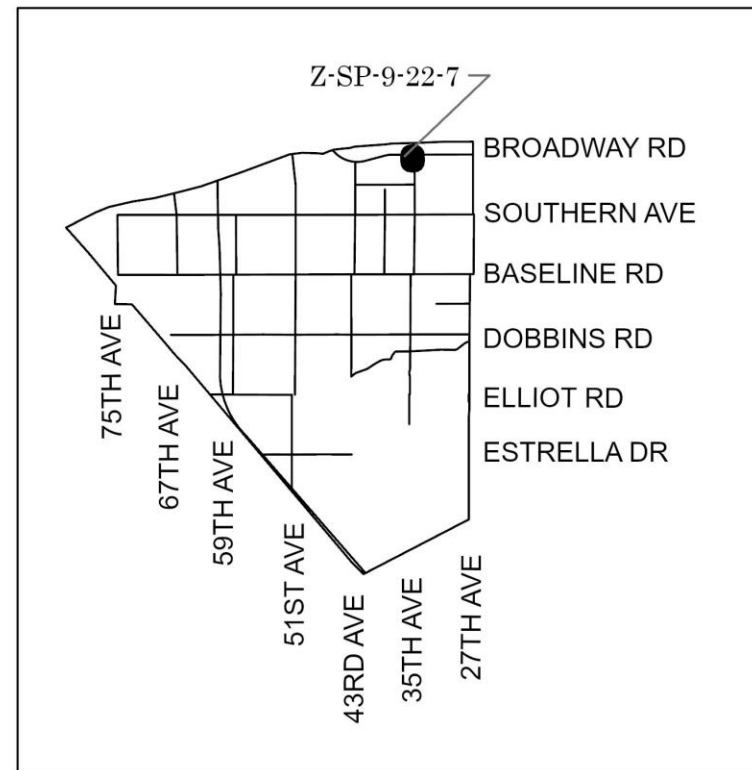 Z-SP-9-22-7
BROADWAY RD
SOUTHERN AVE
BASELINE RD
DOBBINS RD
ELLIOT RD
ESTRELLA DR
75TH AVE
67TH AVE
59TH AVE
51ST AVE
43RD AVE
35TH AVE
27TH AVE